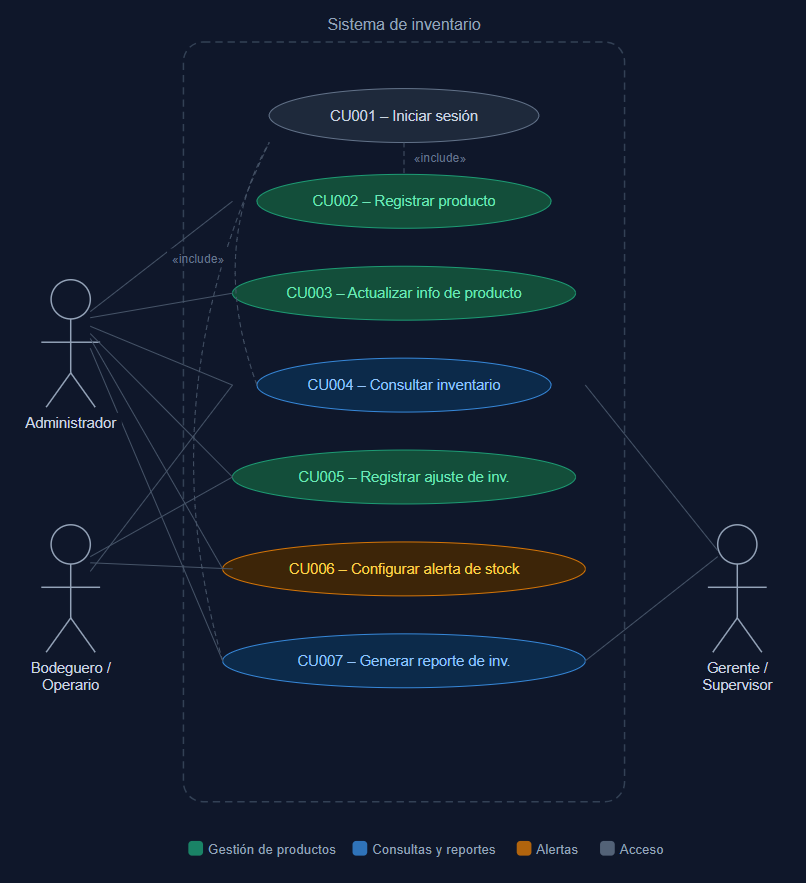 Sistema de inventario
CU001 – Iniciar sesión
«include»
CU002 – Registrar producto
«include»
CU003 – Actualizar info de producto
CU004 – Consultar inventario
Administrador
CU005 – Registrar ajuste de inv.
CU006 – Configurar alerta de stock
CU007 – Generar reporte de inv.
Bodeguero /
Operario
Gerente /
Supervisor
Gestión de productos
Consultas y reportes
Alertas
Acceso